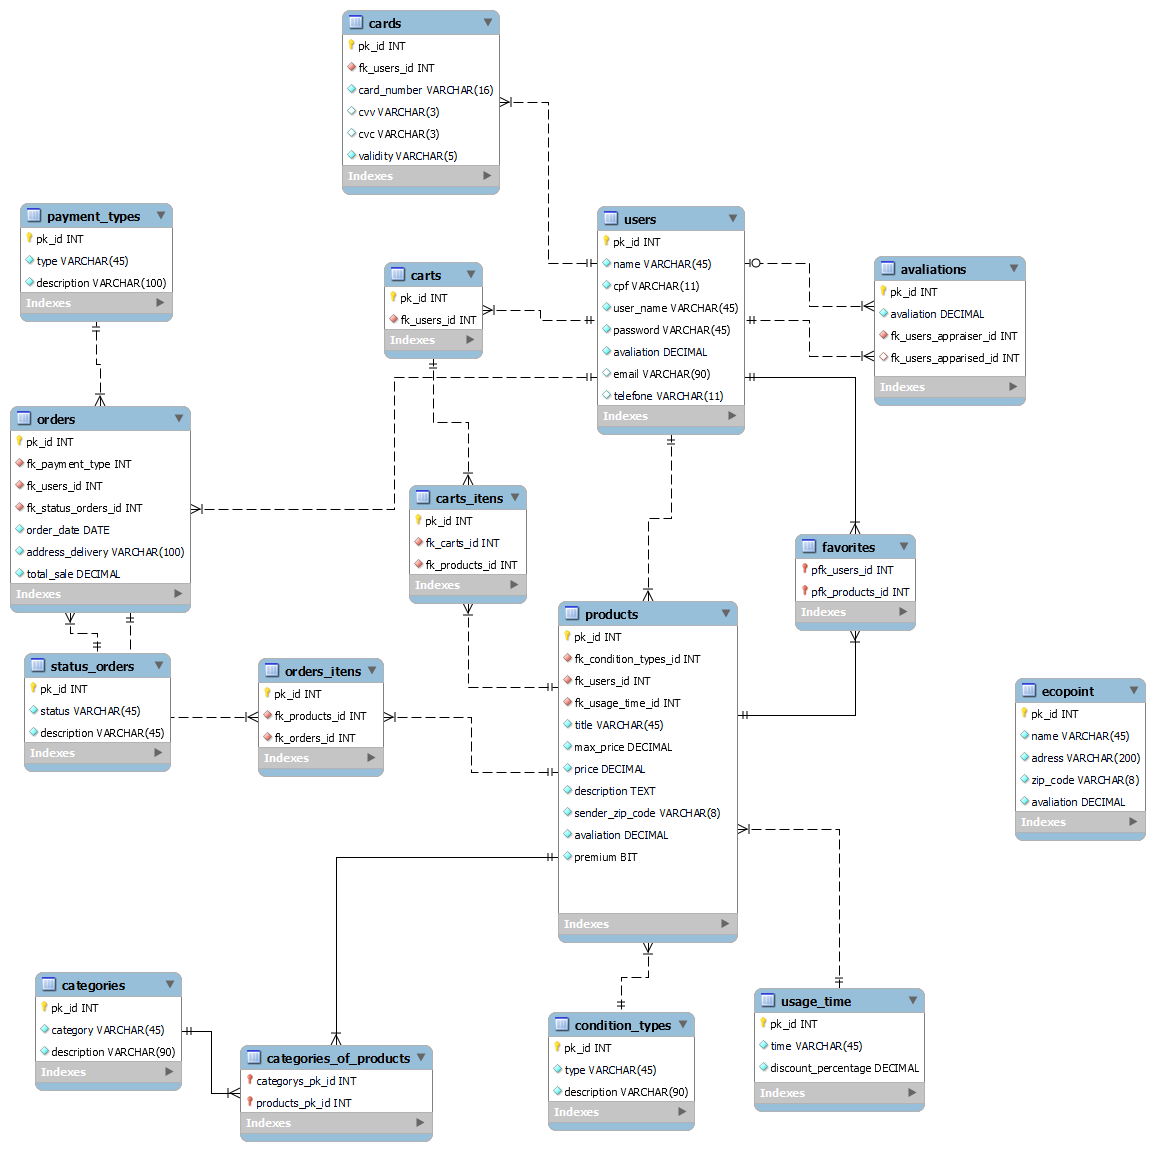 cards
pk_id INT
fk_users_id INT
card_number VARCHAR(16)
cvv VARCHAR(3)
cvc VARCHAR(3)
validity VARCHAR(5)
Indexes
payment_types
pk_id INT
type VARCHAR(45)
description VARCHAR(100)
Indexes
users
pk_id INT
name VARCHAR(45)
cpf VARCHAR(11)
user_name VARCHAR(45)
password VARCHAR(45)
avaliation DECIMAL
email VARCHAR(90)
telefone VARCHAR(11)
Indexes
carts
pk_id INT
fk_users_id INT
Indexes
avaliations
pk_id INT
avaliation DECIMAL
fk_users_appraiser_id INT
fk_users_apparised_id INT
Indexes
orders
pk_id INT
fk_payment_type INT
fk_users_id INT
fk_status_orders_id INT
order_date DATE
address_delivery VARCHAR(100)
total_sale DECIMAL
Indexes
carts_itens
pk_id INT
fk_carts_id INT
fk_products_id INT
Indexes
favorites
pfk_users_id INT
pfk_products_id INT
Indexes
products
pk_id INT
fk_condition_types_id INT
fk_users_id INT
fk_usage_time_id INT
title VARCHAR(45)
max_price DECIMAL
price DECIMAL
description TEXT
sender_zip_code VARCHAR(8)
avaliation DECIMAL
premium BIT
Indexes
status_orders
pk_id INT
status VARCHAR(45)
description VARCHAR(45)
Indexes
orders_itens
pk_id INT
fk_products_id INT
fk_orders_id INT
Indexes
ecopoint
pk_id INT
name VARCHAR(45)
adress VARCHAR(200)
zip_code VARCHAR(8)
avaliation DECIMAL
Indexes
categories
pk_id INT
category VARCHAR(45)
description VARCHAR(90)
Indexes
categories_of_products
categorys_pk_id INT
products_pk_id INT
Indexes
condition_types
pk_id INT
type VARCHAR(45)
description VARCHAR(90)
Indexes
usage_time
pk_id INT
time VARCHAR(45)
discount_percentage DECIMAL
Indexes